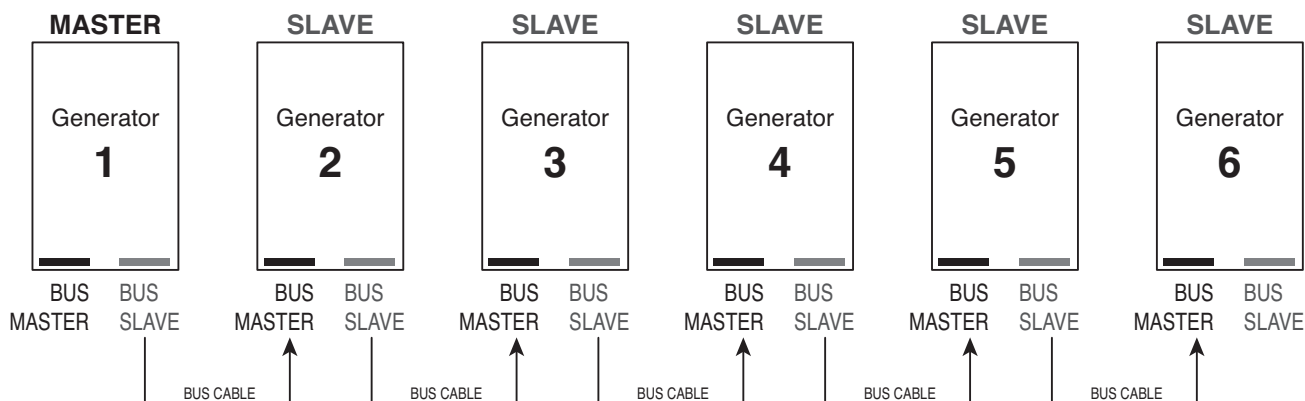 MASTER SLAVE SLAVE SLAVE SLAVE SLAVE
Generator Generator Generator Generator Generator Generator
1 2 3 4 5 6
BUS BUS BUS BUS BUS BUS BUS BUS BUS BUS BUS BUS
MASTER SLAVE MASTER SLAVE MASTER SLAVE MASTER SLAVE MASTER SLAVE MASTER SLAVE
BUS CABLE BUS CABLE BUS CABLE BUS CABLE BUS CABLE